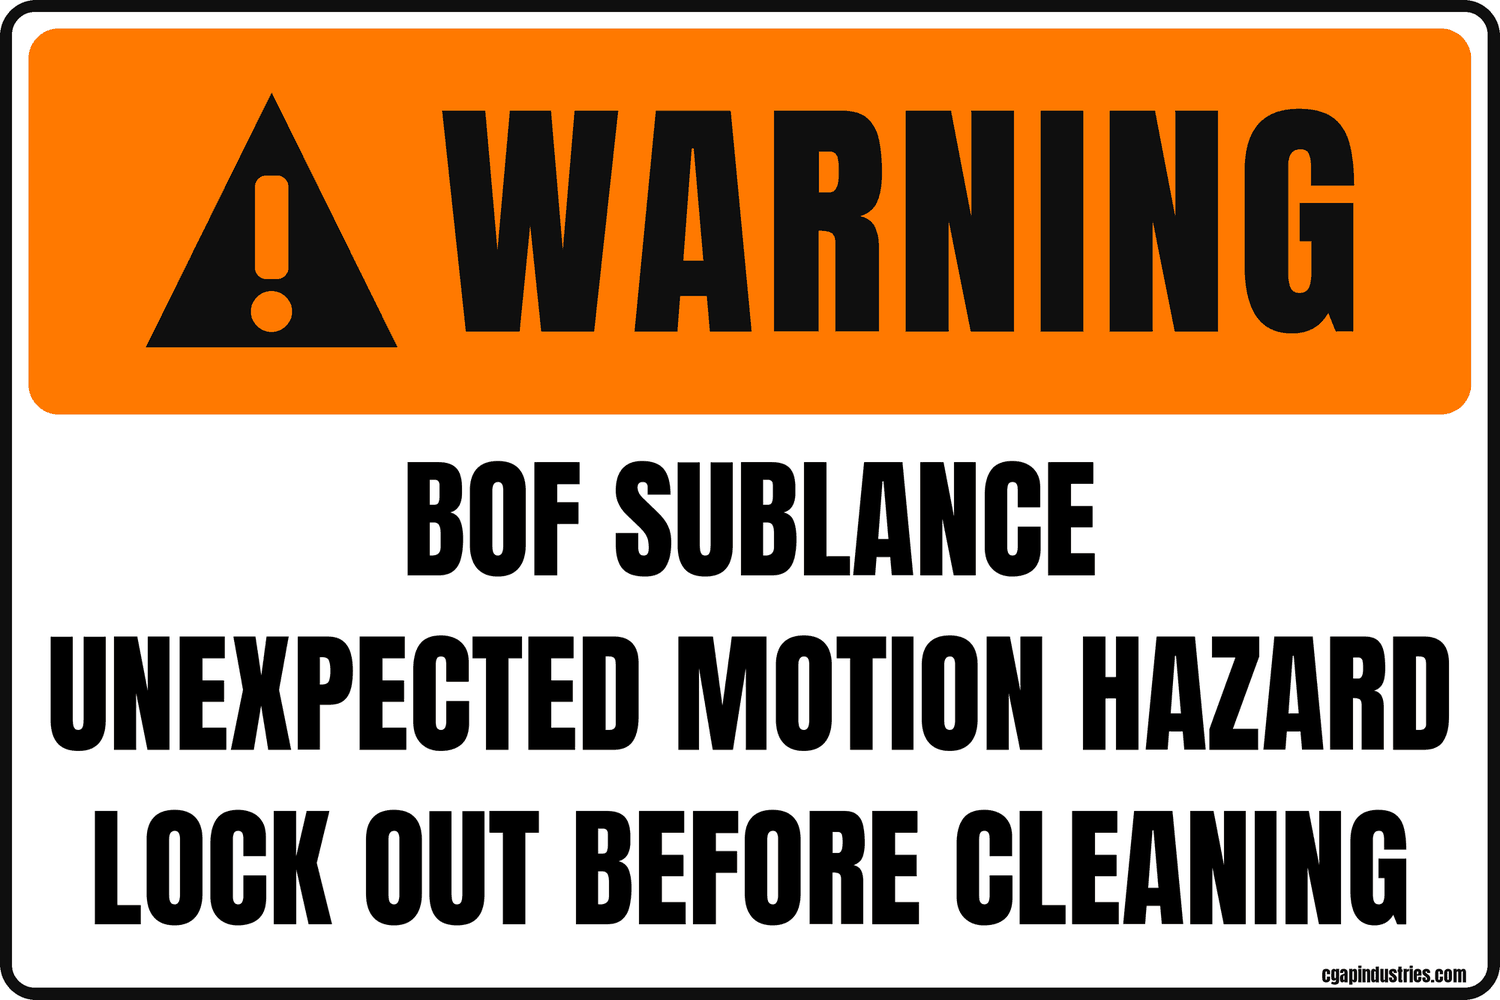 WARNING
BOF SUBLANCE
UNEXPECTED MOTION HAZARD
LOCK OUT BEFORE CLEANING
cgapindustries.com